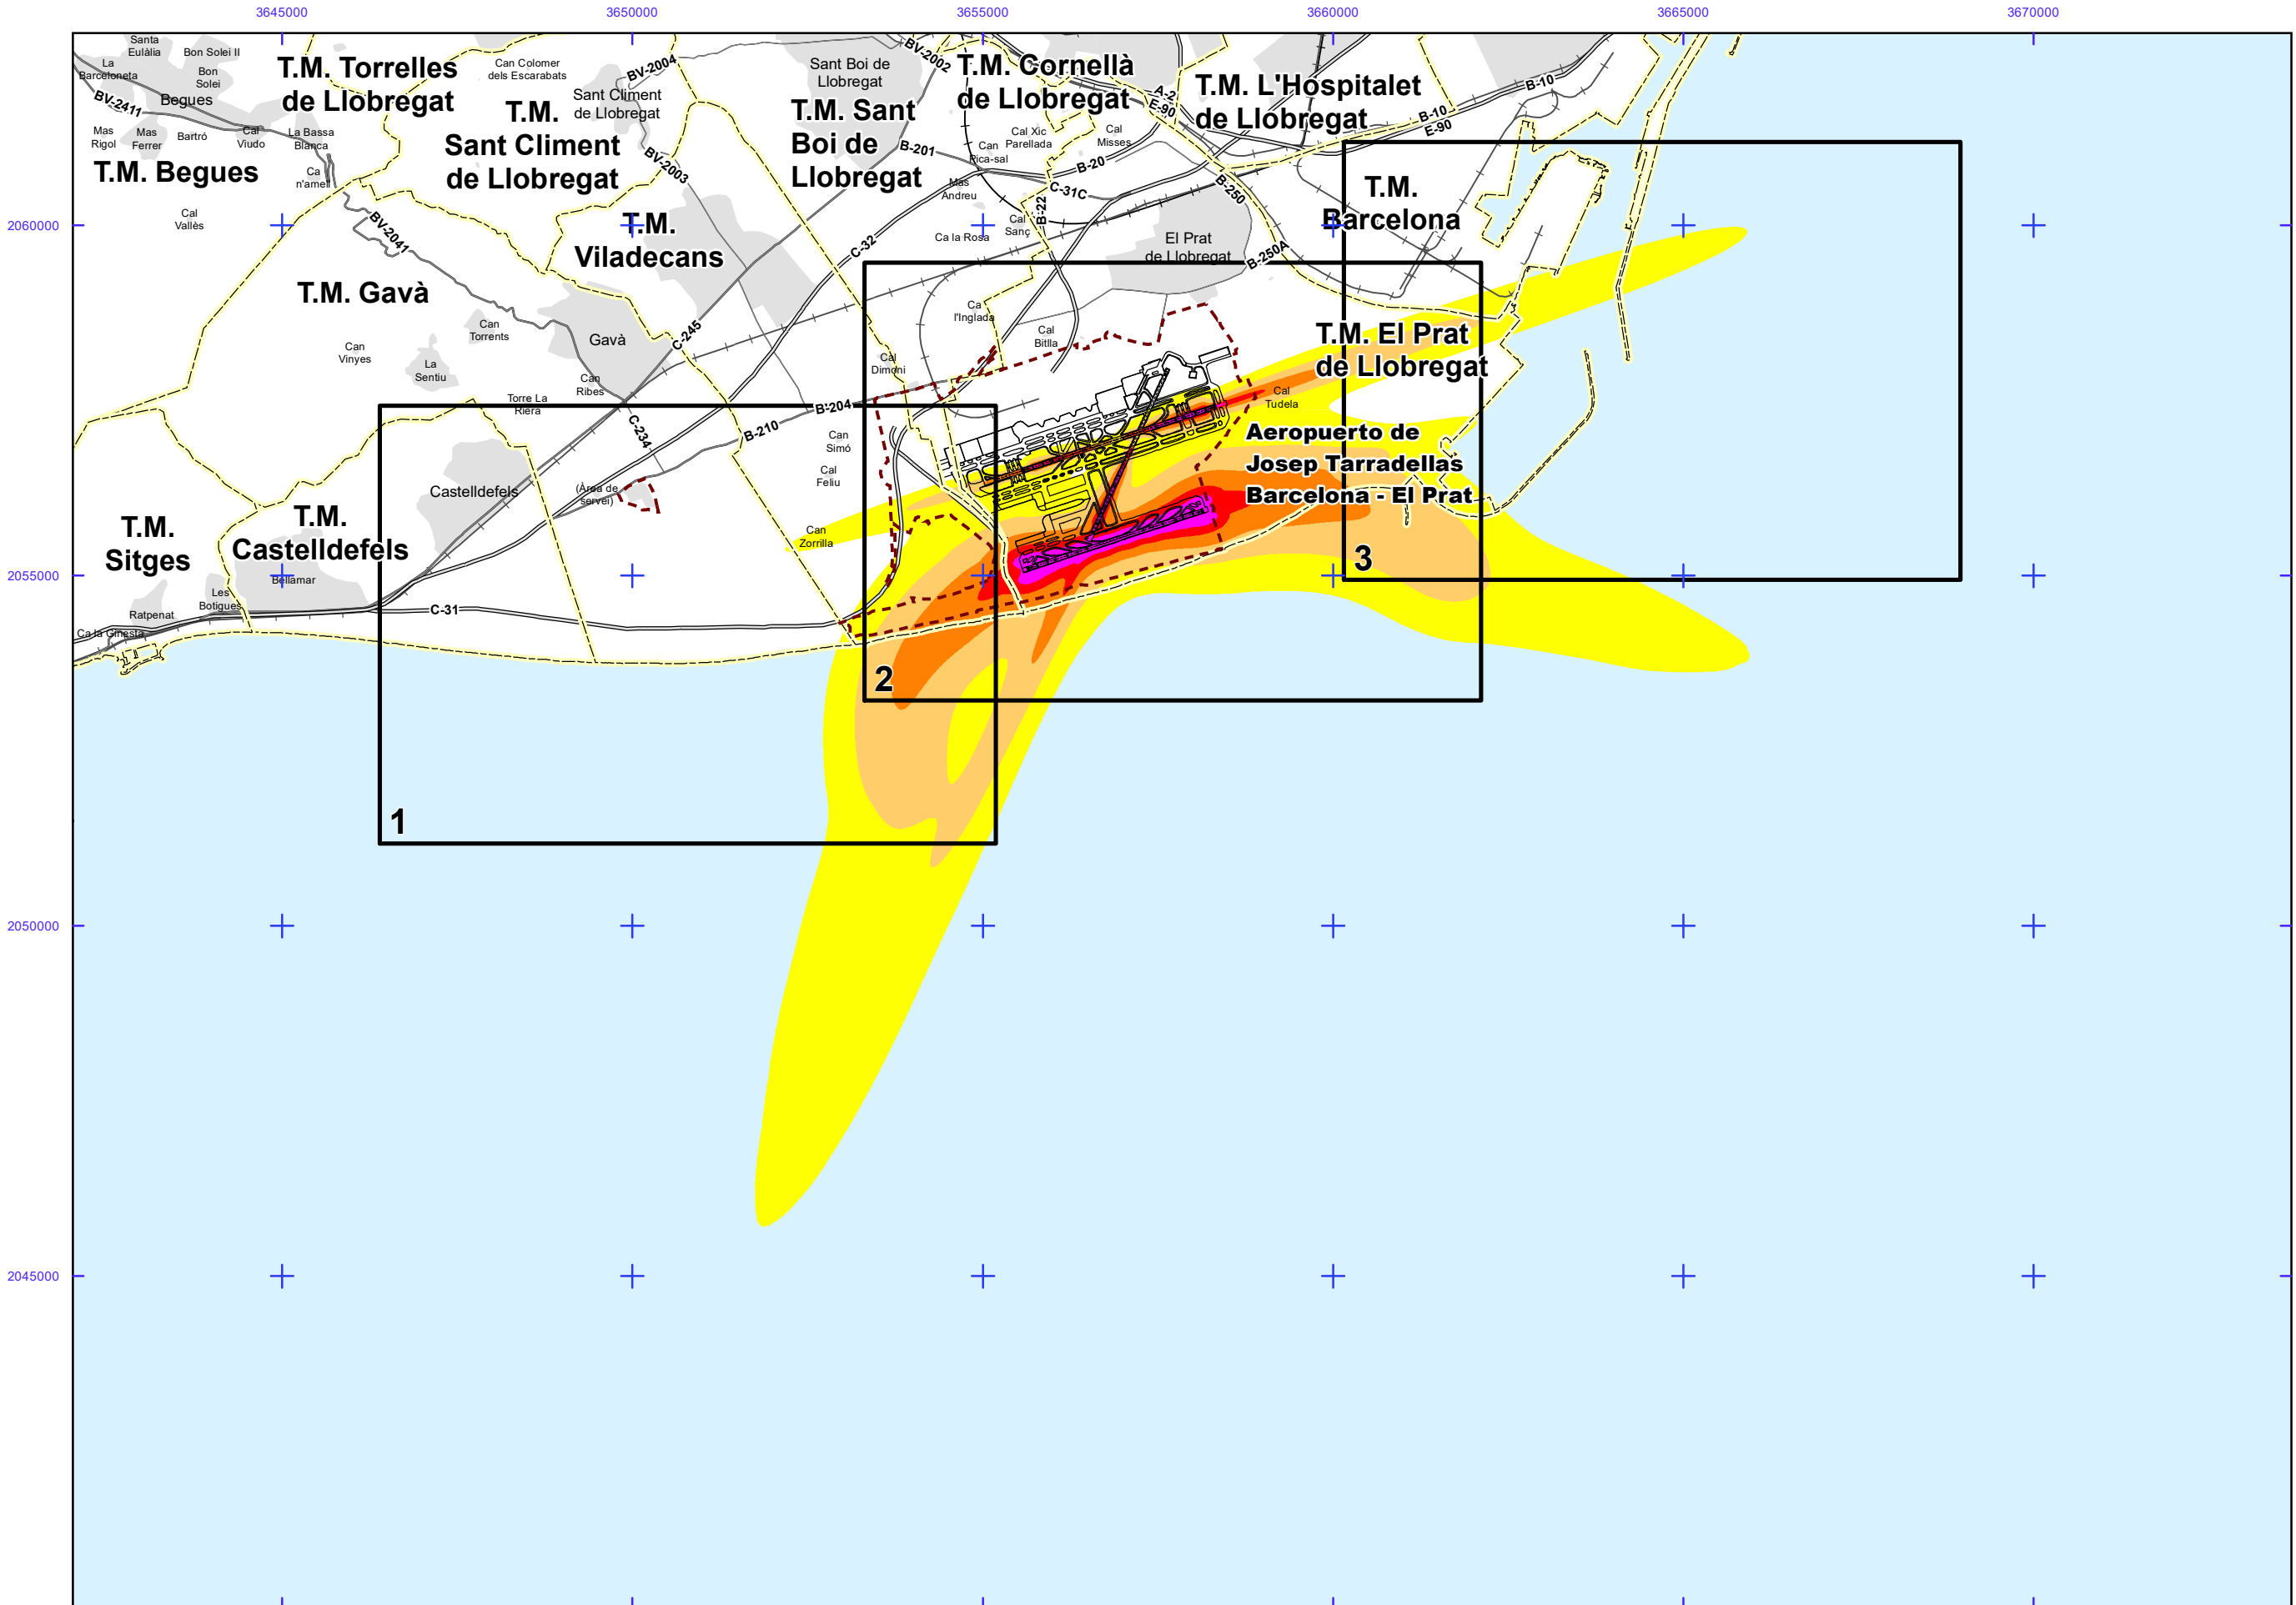 3645000
3650000
3655000
3660000
3665000
3670000
2060000
2055000
2050000
2045000
Santa
Eulàlia
Bon Solei II
La
Barceloneta
Bon
Solei
Begues
BV-2411
Mas
Rigol
Mas
Ferrer
Bartró
Cal
Viudo
La Bassa
Blanca
Ca
n'amell
T.M. Begues
Cal
Vallès
T.M. Torrelles
de Llobregat
Can Colomer
dels Escarabats
BV-2004
Sant Climent
de Llobregat
T.M.
Sant Climent
de Llobregat
BV-2003
BV-2041
T.M.
Viladecans
T.M. Gavà
Sant Boi de
Llobregat
BV-2002
T.M. Sant
Boi de
Llobregat
B-201
T.M. Cornellà
de Llobregat
A-2
E-90
T.M. L'Hospitalet
de Llobregat
B-10
B-10
E-90
Cal Xic
Parellada
Cal
Misses
Can
Pica-sal
B-20
Mas
Andreu
C-31C
B-22
Cal
Sanç
Ca la Rosa
C-32
B-250
El Prat
de Llobregat
B-250A
T.M.
Barcelona
Can
Torrents
Can
Vinyes
La
Sentiu
Gavà
C-245
Can
Ribes
Torre La
Riera
C-234
B-210
B-204
Ca
l'Inglada
Cal
Bitlla
Cal
Dimoni
T.M. El Prat
de Llobregat
Cal
Tudela
Aeropuerto de
Josep Tarradellas
Barcelona - El Prat
Can
Simó
Cal
Feliu
Can
Zorrilla
(Àrea de
servei)
Castelldefels
T.M.
Castelldefels
Bellamar
T.M.
Sitges
Les
Botigues
Ratpenat
Ca la Ginesta
C-31
1
2
3